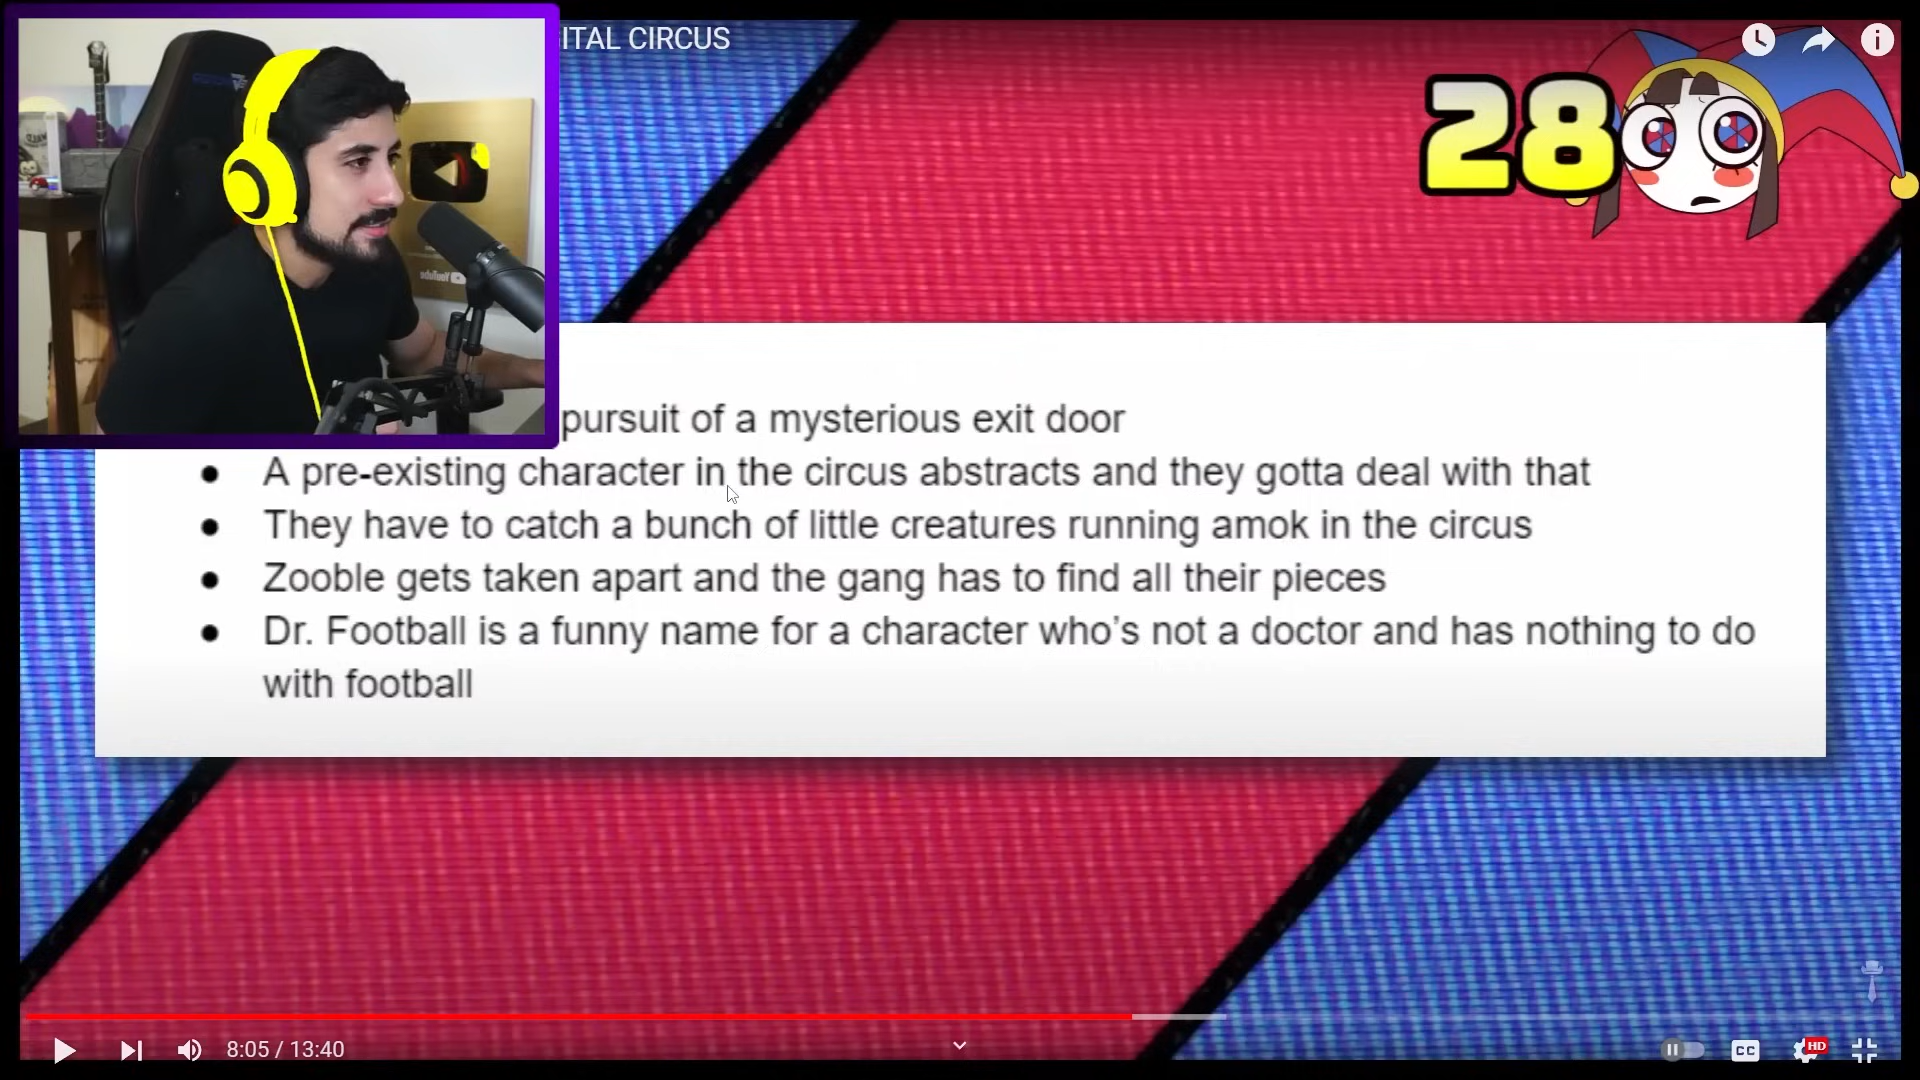 ITAL CIRCUS
28
pursuit of a mysterious exit door
● A pre-existing character in the circus abstracts and they gotta deal with that
● They have to catch a bunch of little creatures running amok in the circus
● Zooble gets taken apart and the gang has to find all their pieces
● Dr. Football is a funny name for a character who's not a doctor and has nothing to do
with football
YouTube
8:05 / 13:40
CC
HD